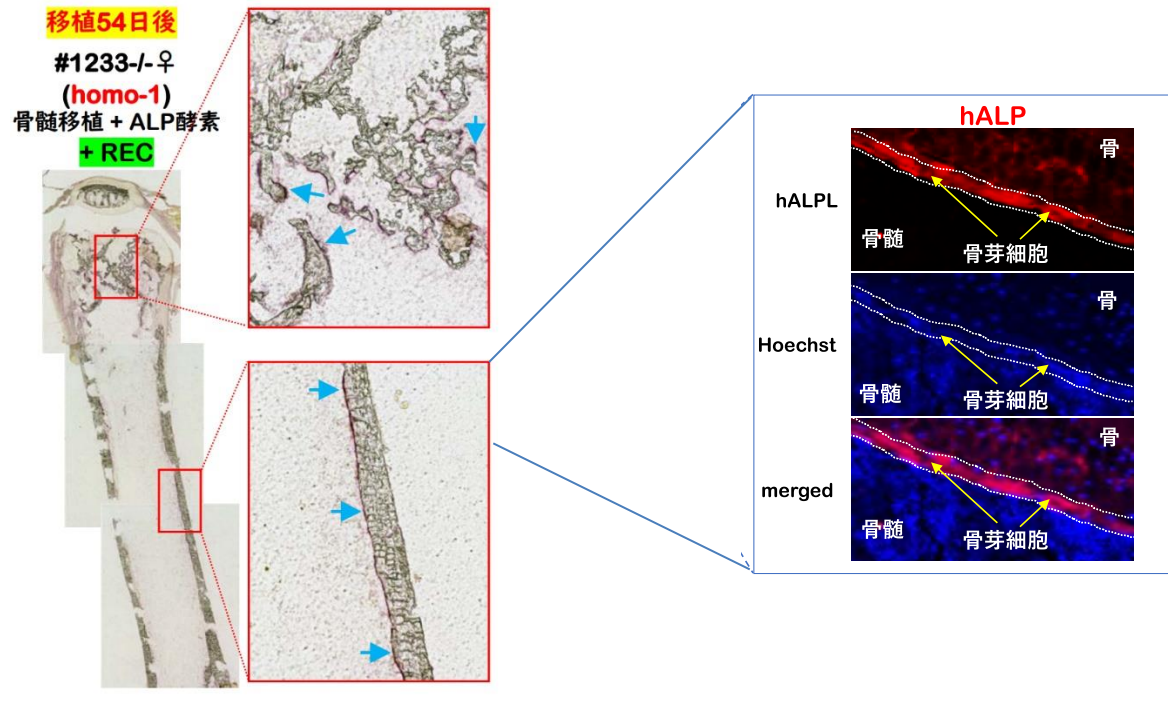 移植54日後
#1233-/-♀
(homo-1)
骨髄移植 + ALP酵素
+ REC
hALP
hALPL
骨
骨髄
骨芽細胞
Hoechst
骨
骨髄
骨芽細胞
merged
骨
骨髄
骨芽細胞